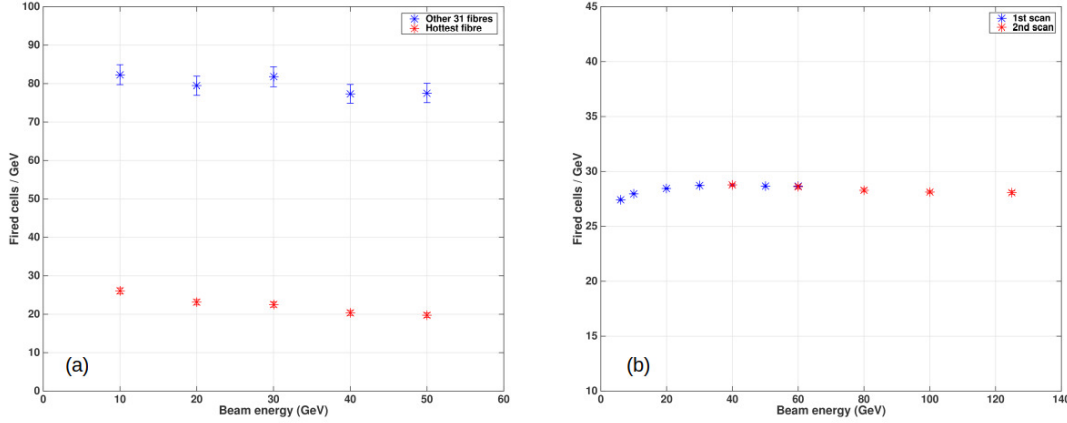 Other 31 fibres
Hottest fibre
Fired cells / GeV
100
90
80
70
60
50
40
30
20
10
0
(a)
0 10 20 30 40 50 60
Beam energy (GeV)
1st scan
2nd scan
Fired cells / GeV
45
40
35
30
25
20
15
10
(b)
0 20 40 60 80 100 120 140
Beam energy (GeV)